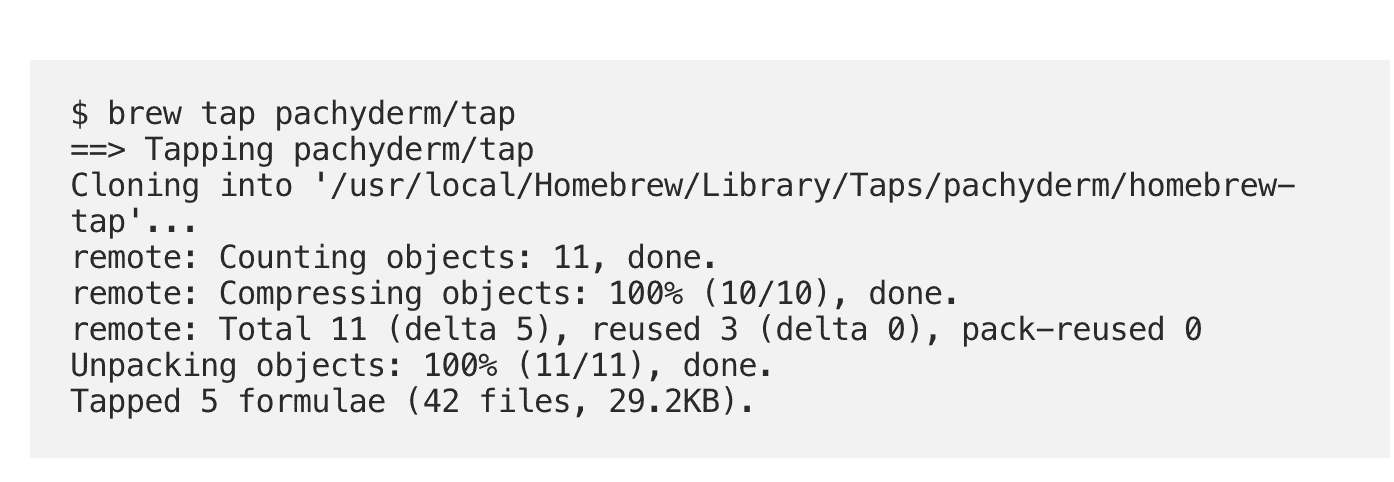 $ brew tap pachyderm/tap
==> Tapping pachyderm/tap
Cloning into '/usr/local/Homebrew/Library/Taps/pachyderm/homebrew-
tap'...
remote: Counting objects: 11, done.
remote: Compressing objects: 100% (10/10), done.
remote: Total 11 (delta 5), reused 3 (delta 0), pack-reused 0
Unpacking objects: 100% (11/11), done.
Tapped 5 formulae (42 files, 29.2KB).